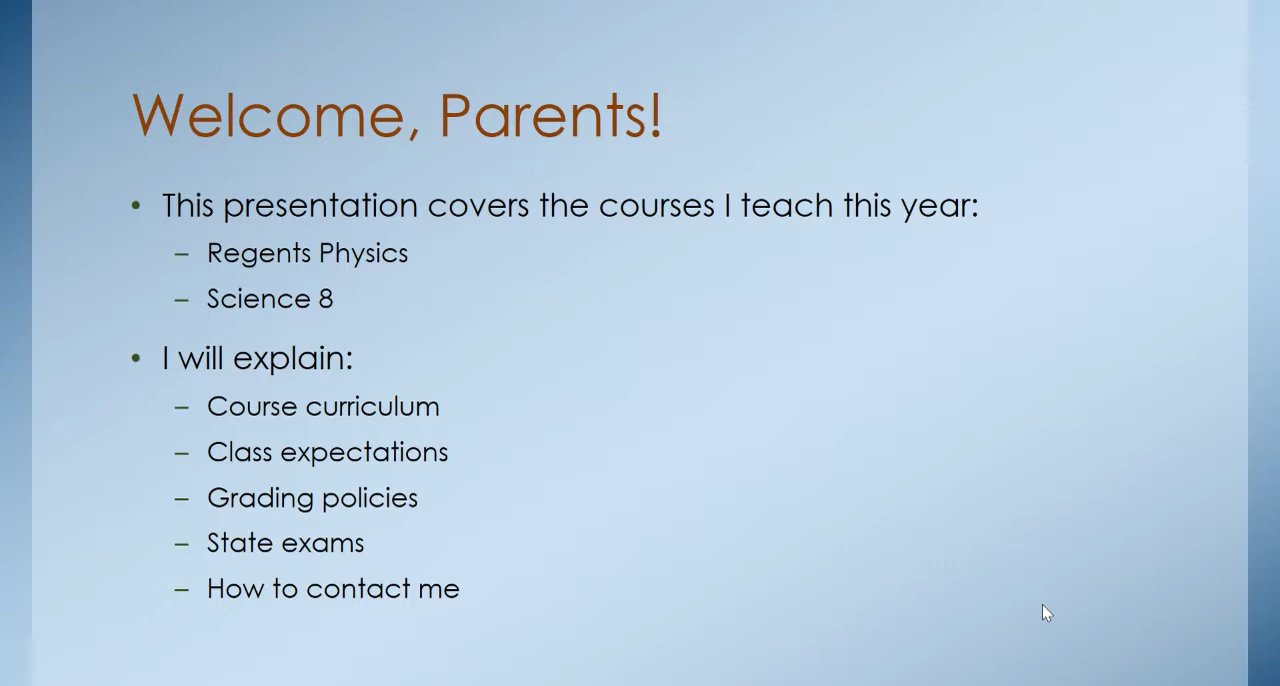 Welcome, Parents!
• This presentation covers the courses I teach this year:
– Regents Physics
– Science 8
• I will explain:
– Course curriculum
– Class expectations
– Grading policies
– State exams
– How to contact me